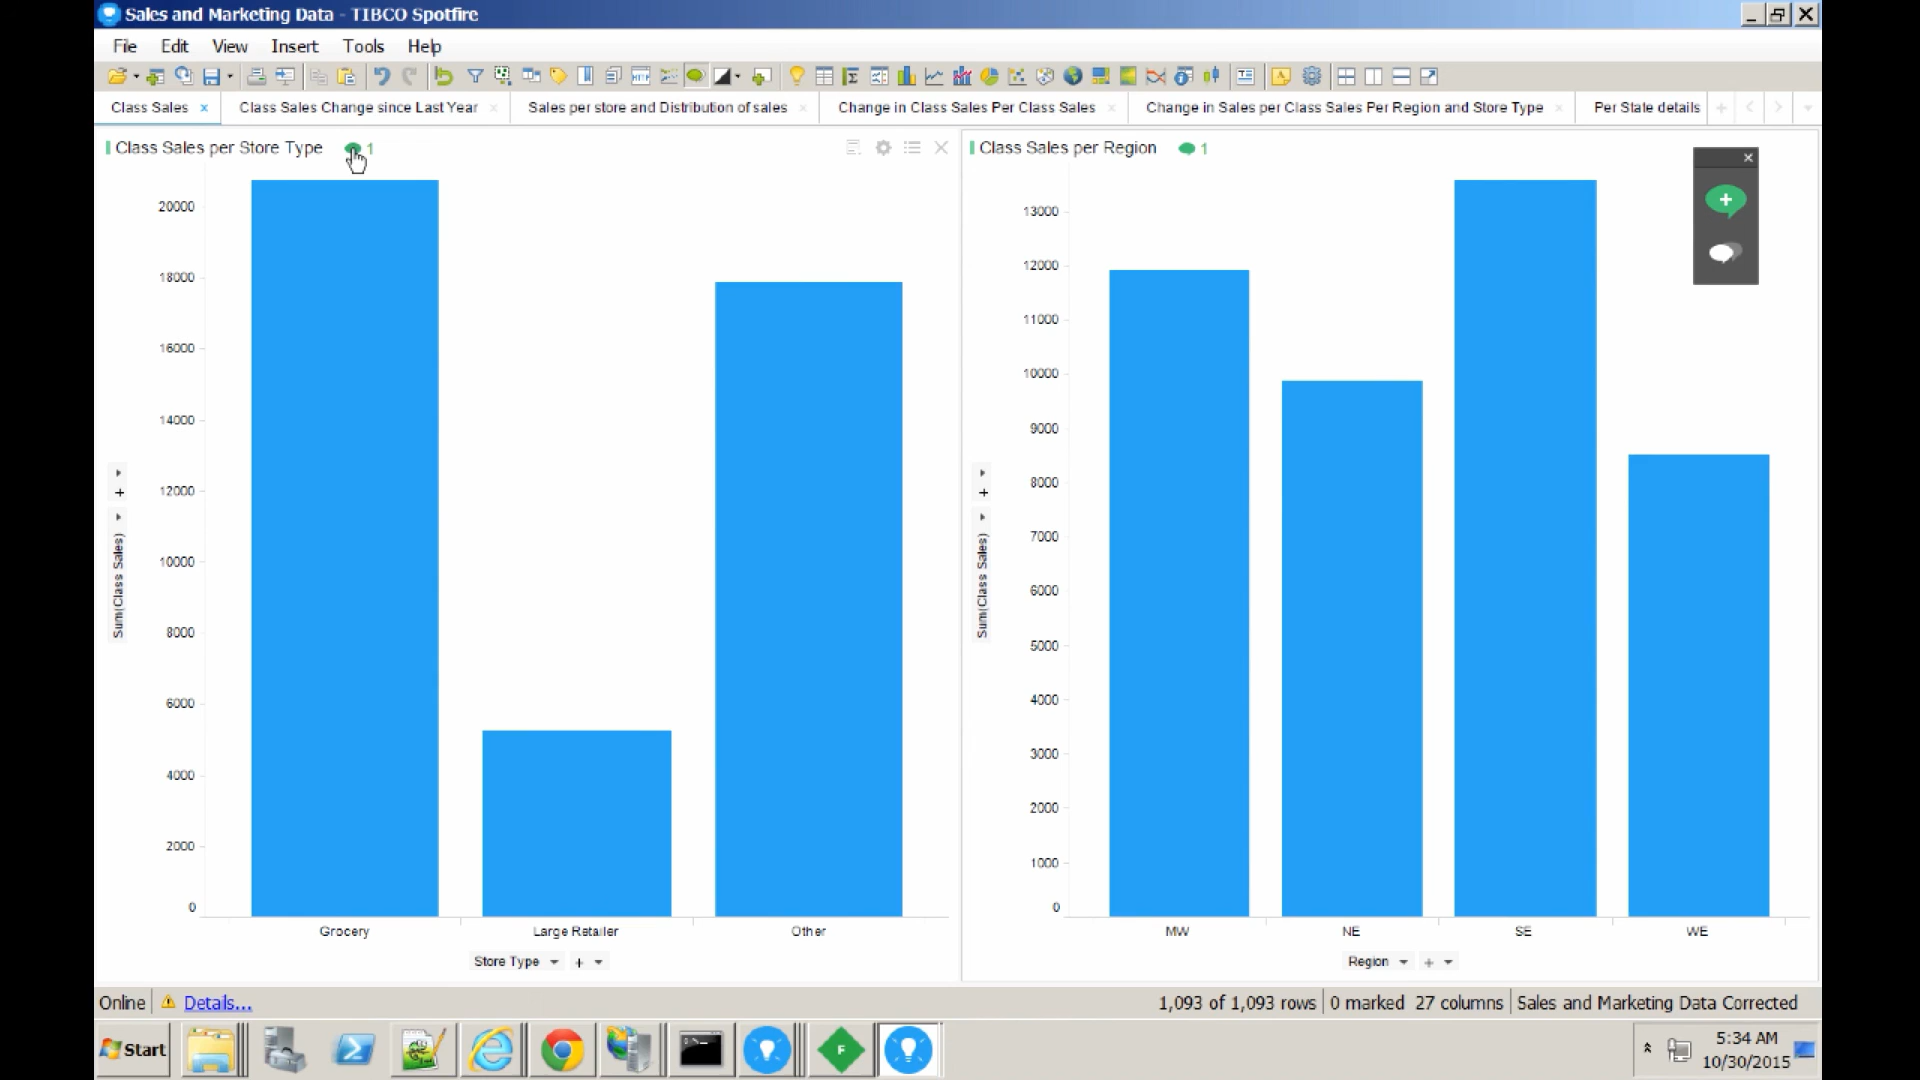 Sales and Marketing Data - TIBCO Spotfire
File Edit View Insert Tools Help
Class Sales Class Sales Change since Last Year Sales per store and Distribution of sales Change in Class Sales Per Class Sales Change in Sales per Class Sales Per Region and Store Type Per State details
Class Sales per Store Type 1
20000
18000
16000
14000
12000
10000
8000
6000
4000
2000
0
Sum(Class Sales)
Grocery Large Retailer Other
Store Type
Class Sales per Region 1
13000
12000
11000
10000
9000
8000
7000
6000
5000
4000
3000
2000
1000
0
Sum(Class Sales)
MW NE SE WE
Region
Online Details... 1,093 of 1,093 rows 0 marked 27 columns Sales and Marketing Data Corrected
Start
F
5:34 AM
10/30/2015